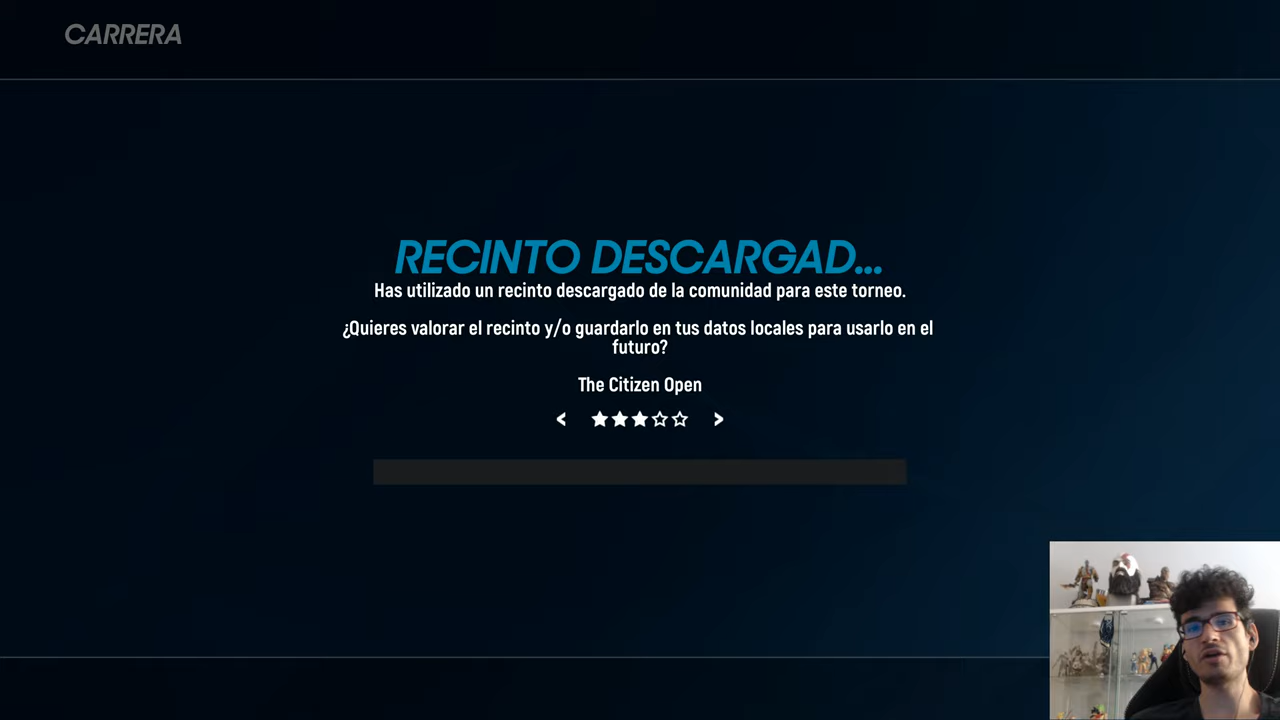 CARRERA
RECINTO DESCARGAD...
Has utilizado un recinto descargado de la comunidad para este torneo.
¿Quieres valorar el recinto y/o guardarlo en tus datos locales para usarlo en el
futuro?
The Citizen Open